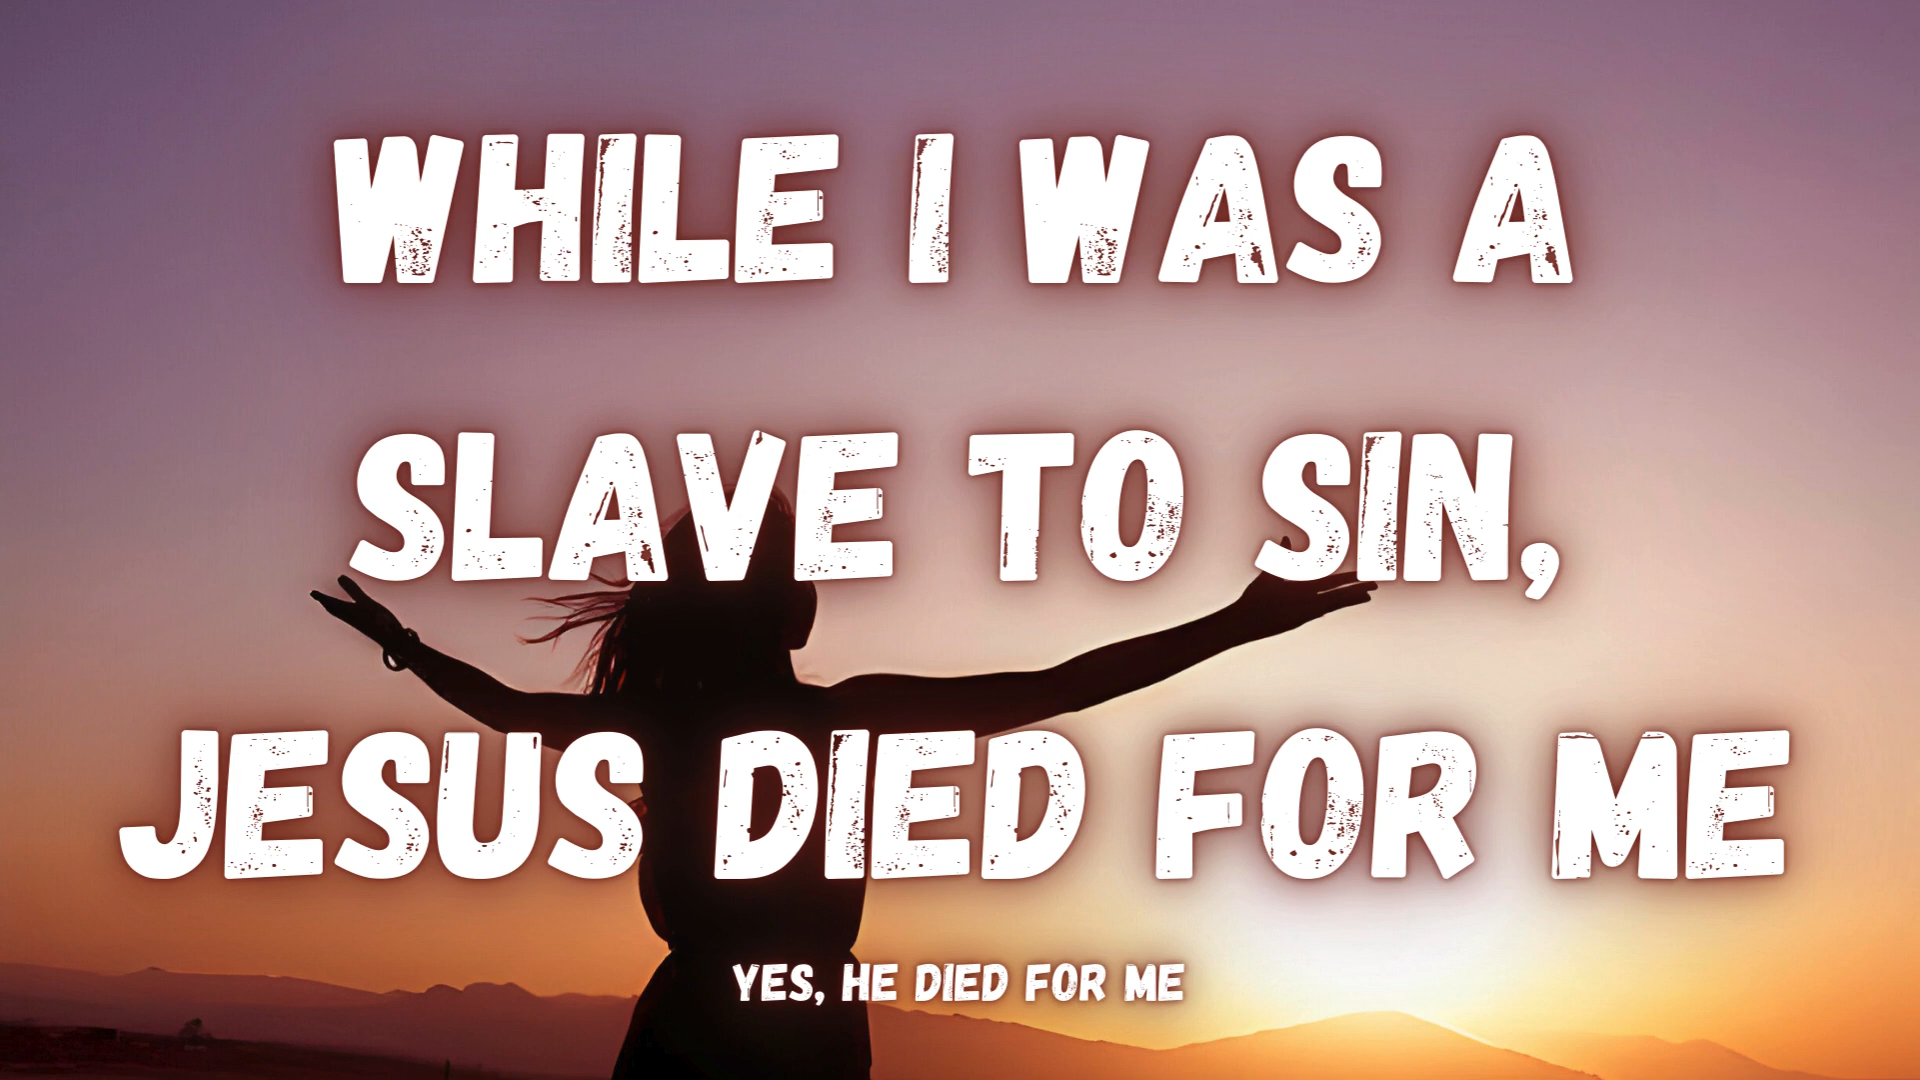 WHILE I WAS A
SLAVE TO SIN,
JESUS DIED FOR ME
YES, HE DIED FOR ME